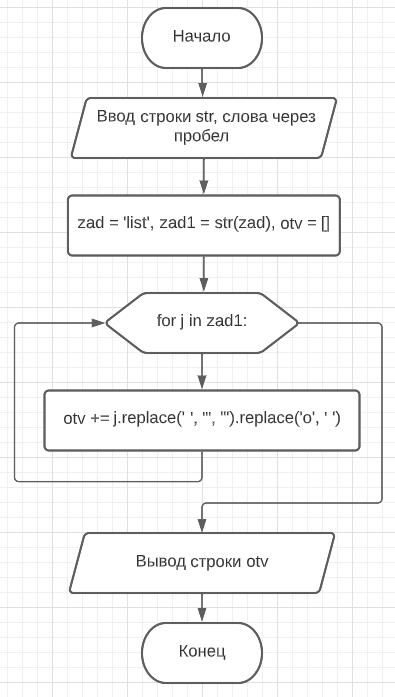 Начало
Ввод строки str, слова через
пробел
zad = 'list', zad1 = str(zad), otv = []
for j in zad1:
otv += j.replace(' ', '"', '"').replace('o', ' ')
Вывод строки otv
Конец